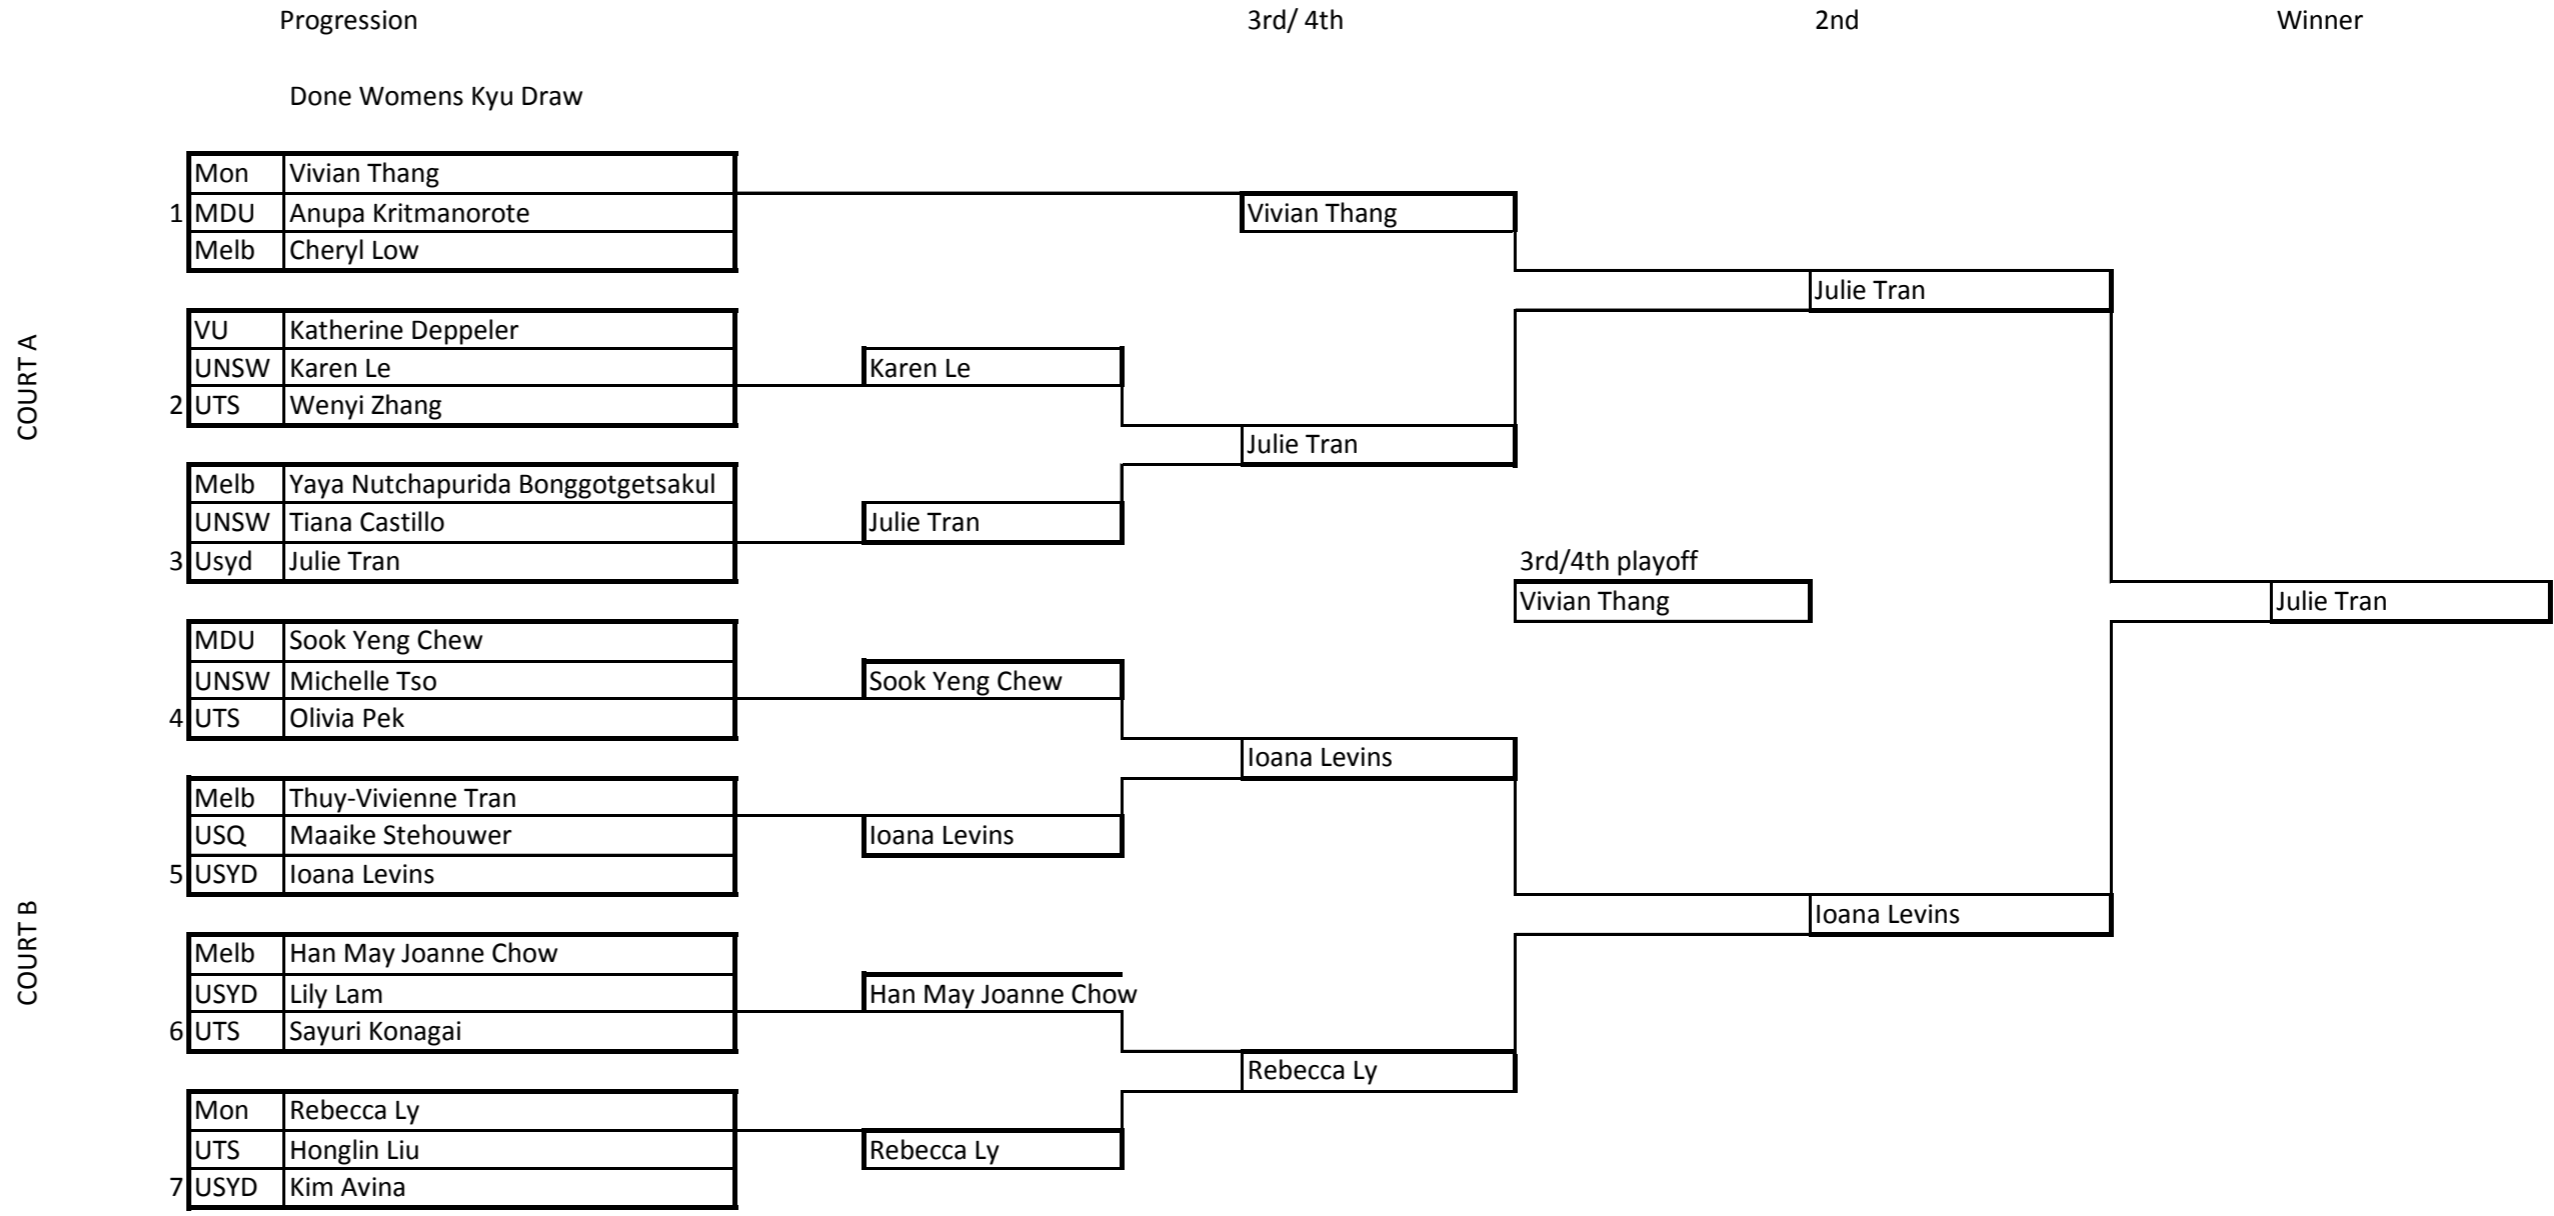 Progression 3rd/ 4th 2nd Winner
Done Womens Kyu Draw
COURT A
Mon Vivian Thang
1 MDU Anupa Kritmanorote Vivian Thang
Melb Cheryl Low
Julie Tran
VU Katherine Deppeler
UNSW Karen Le Karen Le
2 UTS Wenyi Zhang
Julie Tran
Melb Yaya Nutchapurida Bonggotgetsakul
UNSW Tiana Castillo Julie Tran
3 Usyd Julie Tran 3rd/4th playoff
Vivian Thang Julie Tran
MDU Sook Yeng Chew
UNSW Michelle Tso Sook Yeng Chew
4 UTS Olivia Pek
Ioana Levins
COURT B
Melb Thuy-Vivienne Tran
USQ Maaike Stehouwer Ioana Levins
5 USYD Ioana Levins
Ioana Levins
Melb Han May Joanne Chow
USYD Lily Lam Han May Joanne Chow
6 UTS Sayuri Konagai
Rebecca Ly
Mon Rebecca Ly
UTS Honglin Liu Rebecca Ly
7 USYD Kim Avina